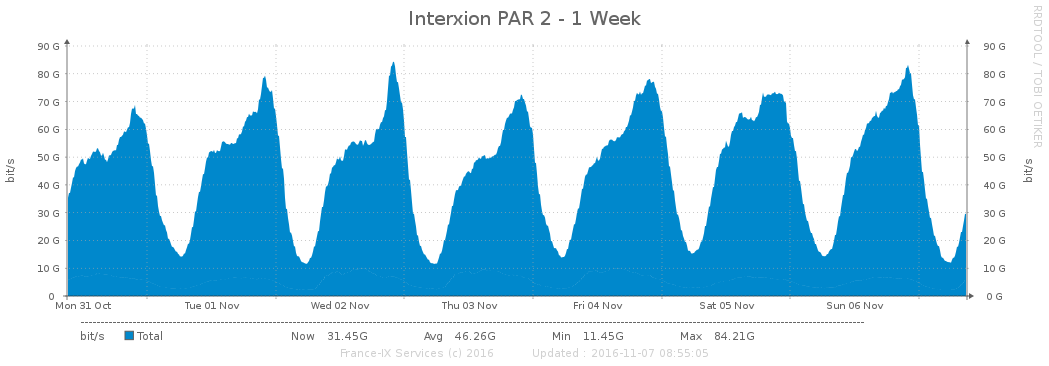 Interxion PAR 2 - 1 Week
RRDTOOL / TOBI OETIKER
bit/s
90 G 90 G
80 G 80 G
70 G 70 G
60 G 60 G
50 G 50 G
40 G 40 G
30 G 30 G
20 G 20 G
10 G 10 G
0 0 G
bit/s
Mon 31 Oct Tue 01 Nov Wed 02 Nov Thu 03 Nov Fri 04 Nov Sat 05 Nov Sun 06 Nov
bit/s Total Now 31.45G Avg 46.26G Min 11.45G Max 84.21G
France-IX Services (c) 2016 Updated : 2016-11-07 08:55:05